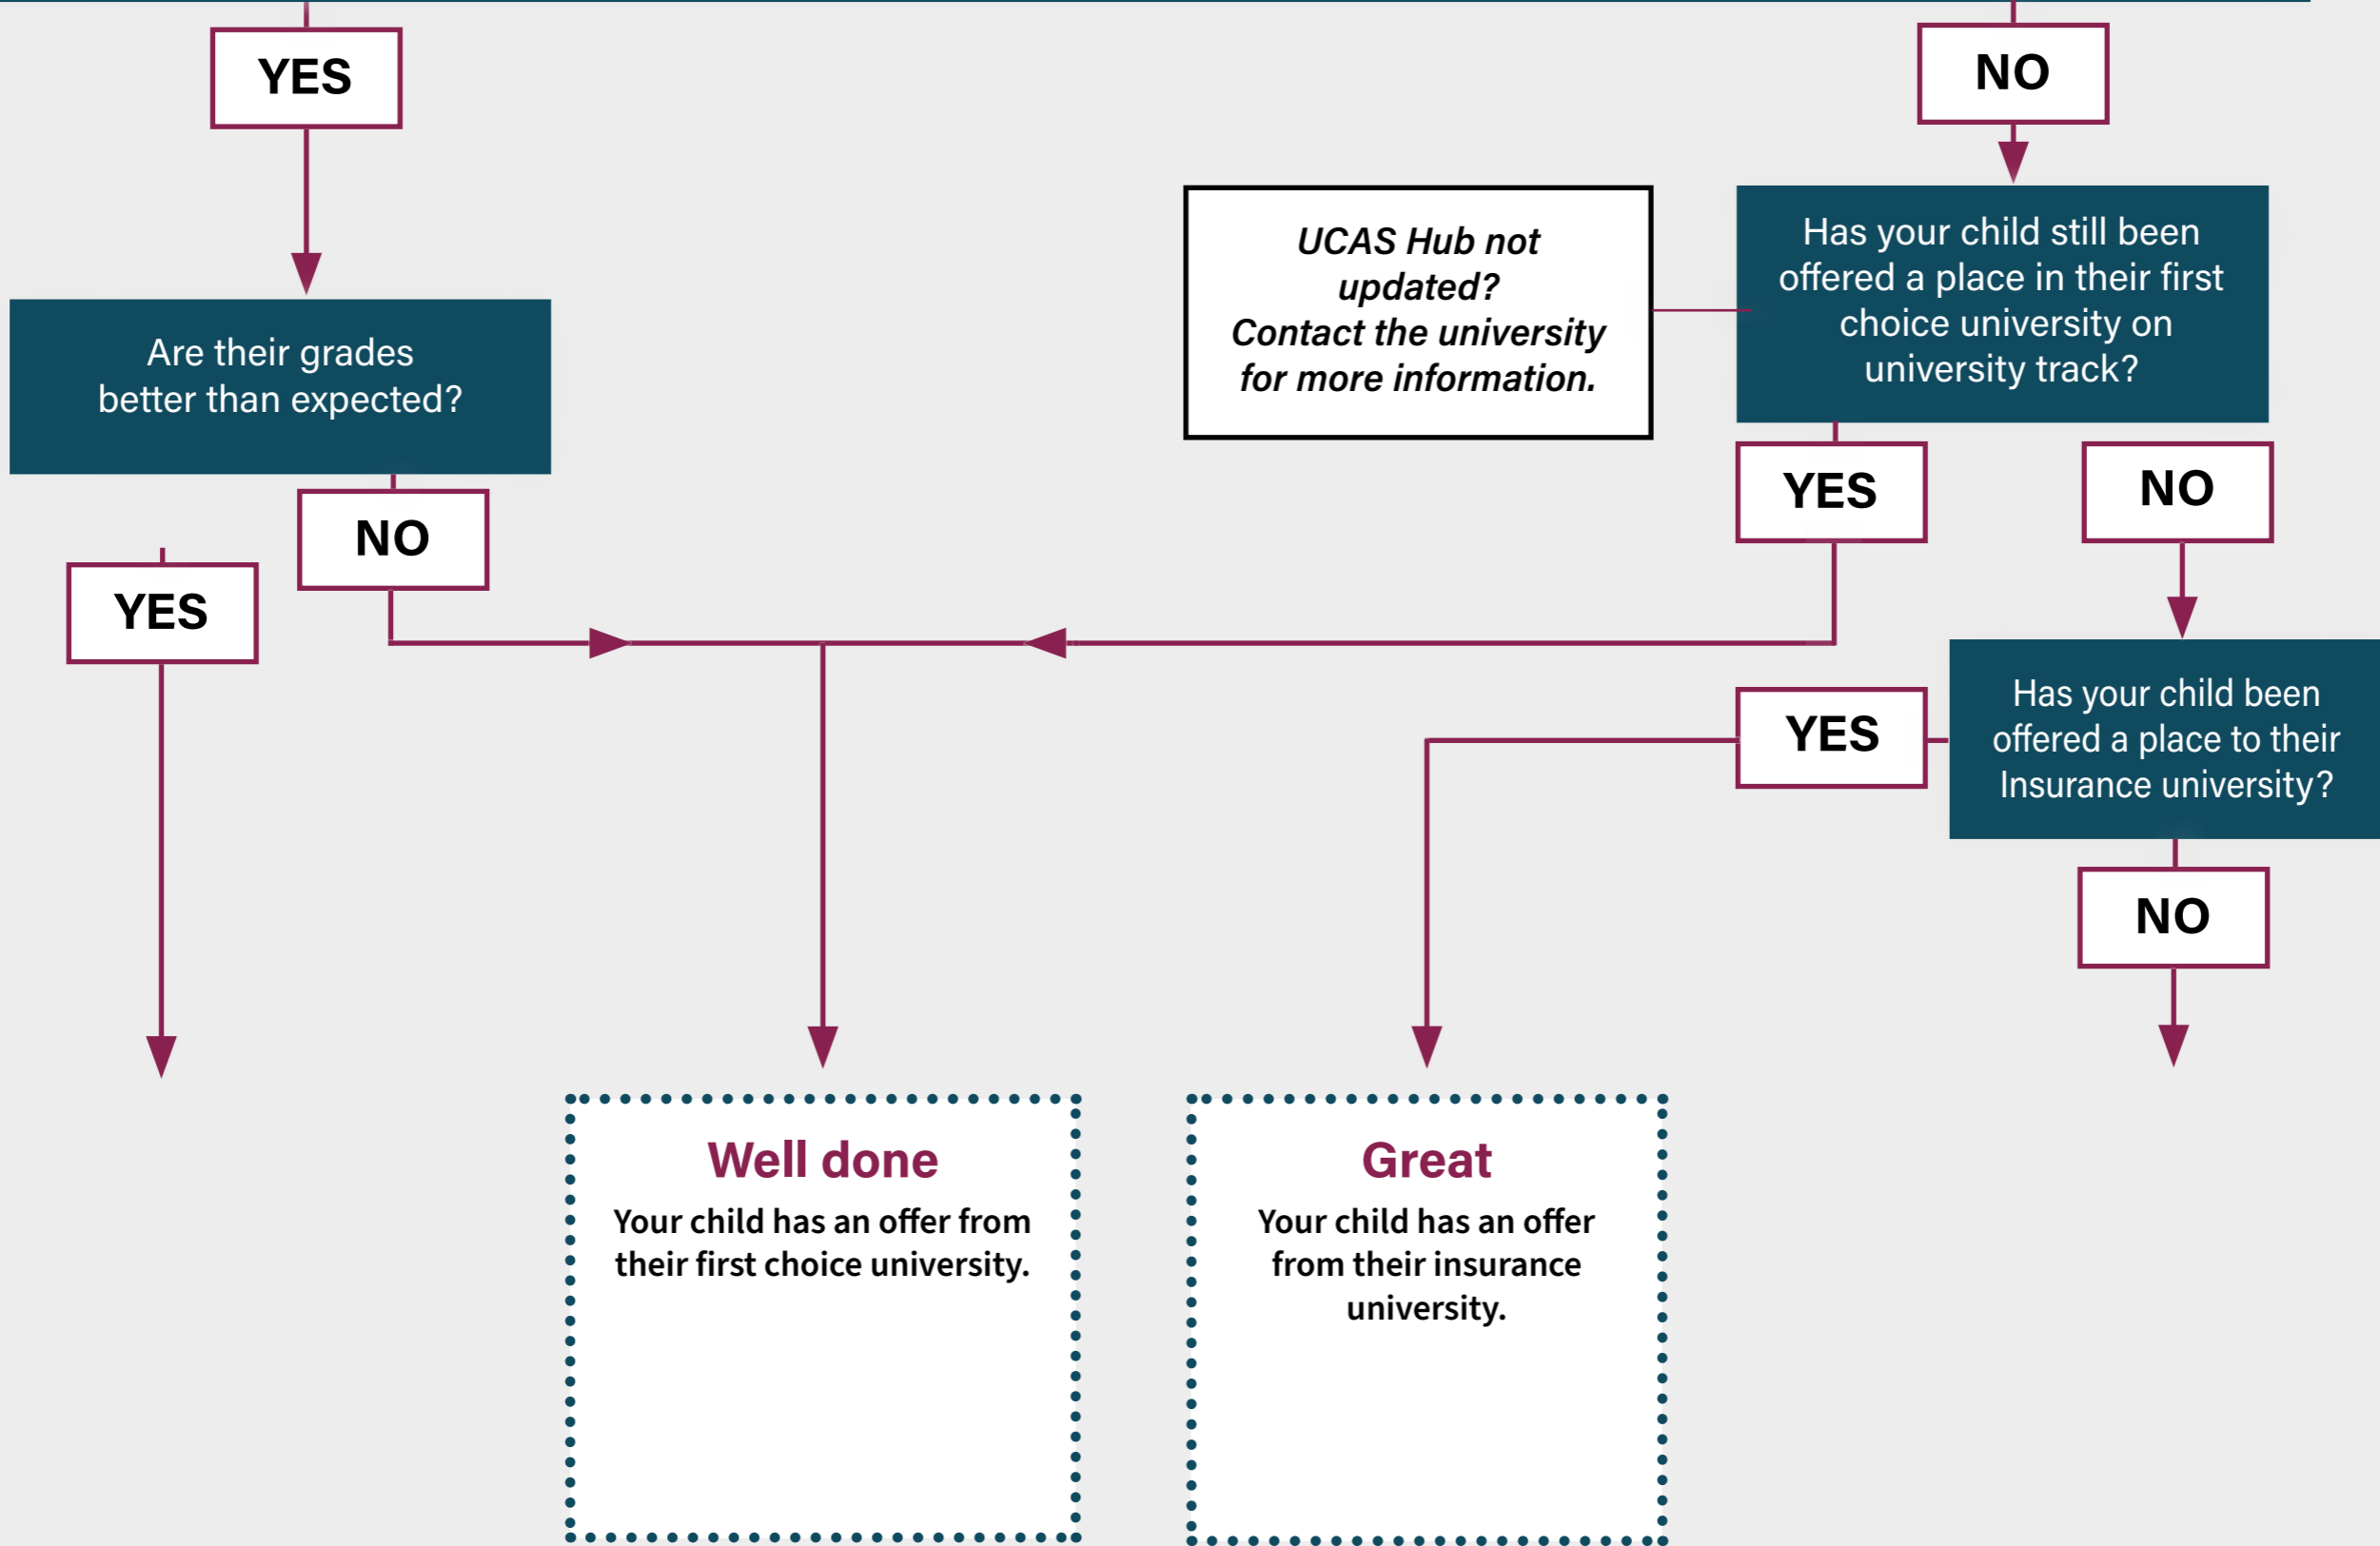 YES
NO
UCAS Hub not
updated?
Contact the university
for more information.
Has your child still been
offered a place in their first
choice university on
university track?
Are their grades
better than expected?
YES
NO
NO
YES
Has your child been
offered a place to their
Insurance university?
YES
NO
Well done
Your child has an offer from
their first choice university.
Great
Your child has an offer
from their insurance
university.